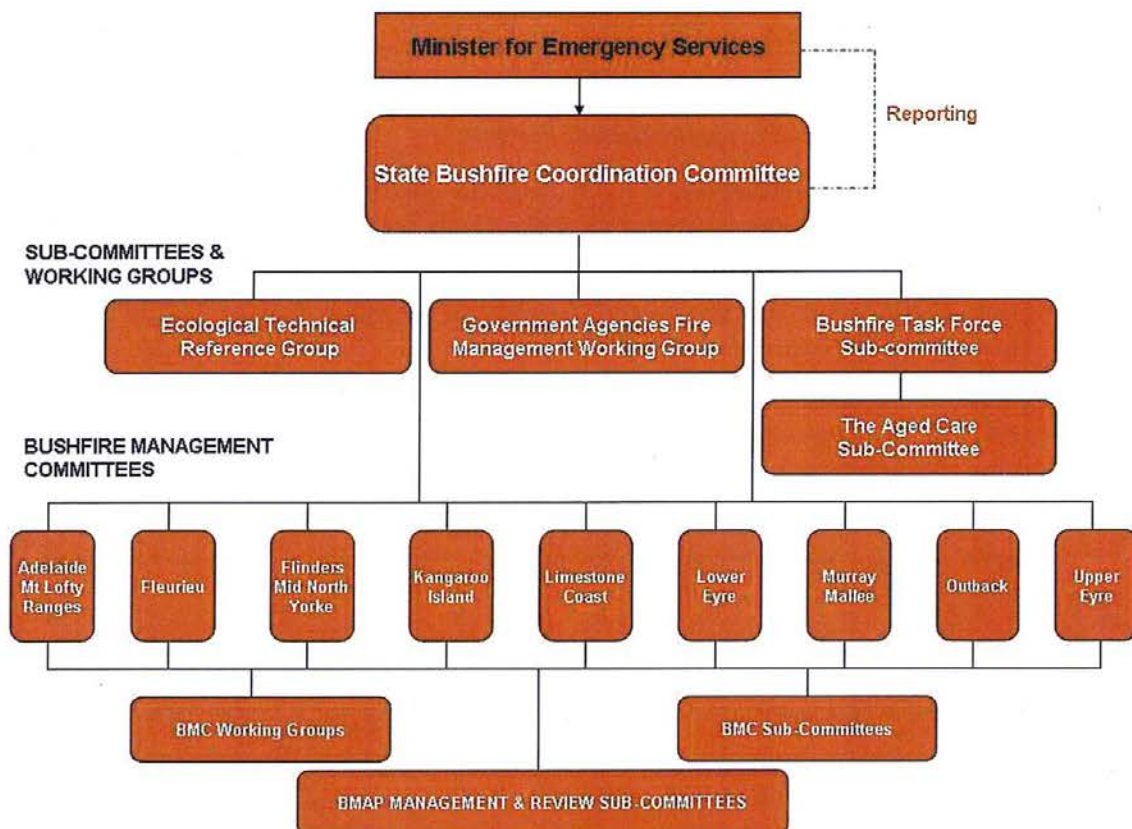 Minister for Emergency Services
Reporting
State Bushfire Coordination Committee
SUB-COMMITTEES &
WORKING GROUPS
Ecological Technical
Reference Group
Government Agencies Fire
Management Working Group
Bushfire Task Force
Sub-committee
The Aged Care
Sub-Committee
BUSHFIRE MANAGEMENT
COMMITTEES
Adelaide
Mt Lofty
Ranges
Fleurieu
Flinders
Mid North
Yorke
Kangaroo
Island
Limestone
Coast
Lower
Eyre
Murray
Mallee
Outback
Upper
Eyre
BMC Working Groups
BMC Sub-Committees
BMAP MANAGEMENT & REVIEW SUB-COMMITTEES